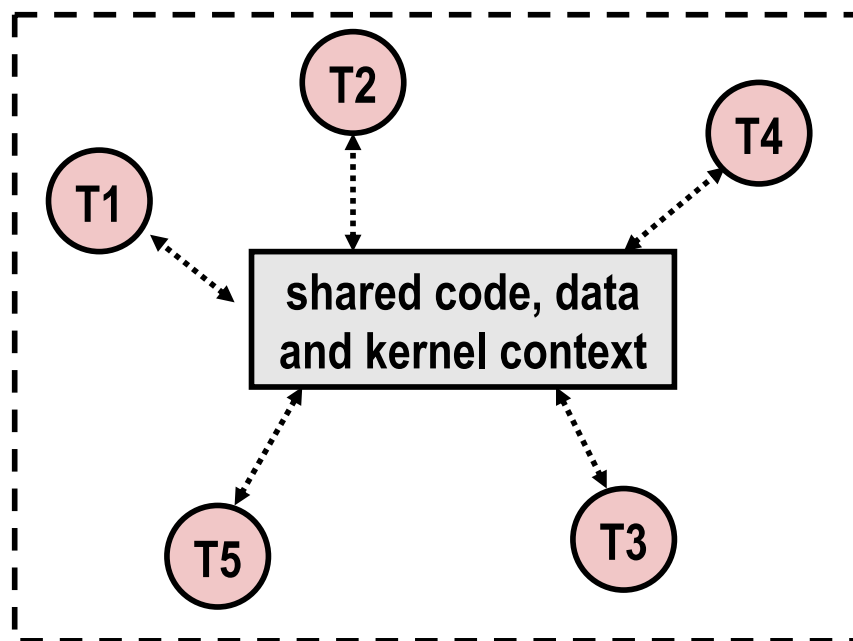 T2
T4
T1
shared code, data
and kernel context
T5
T3